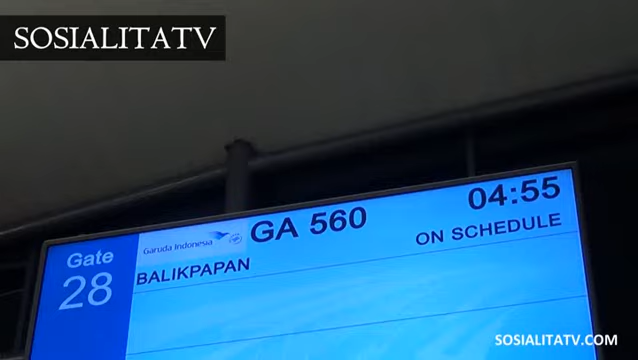 SOSIALITATV
Gate
28
Garuda Indonesia
GA 560
04:55
BALIKPAPAN
ON SCHEDULE
SOSIALITATV.COM